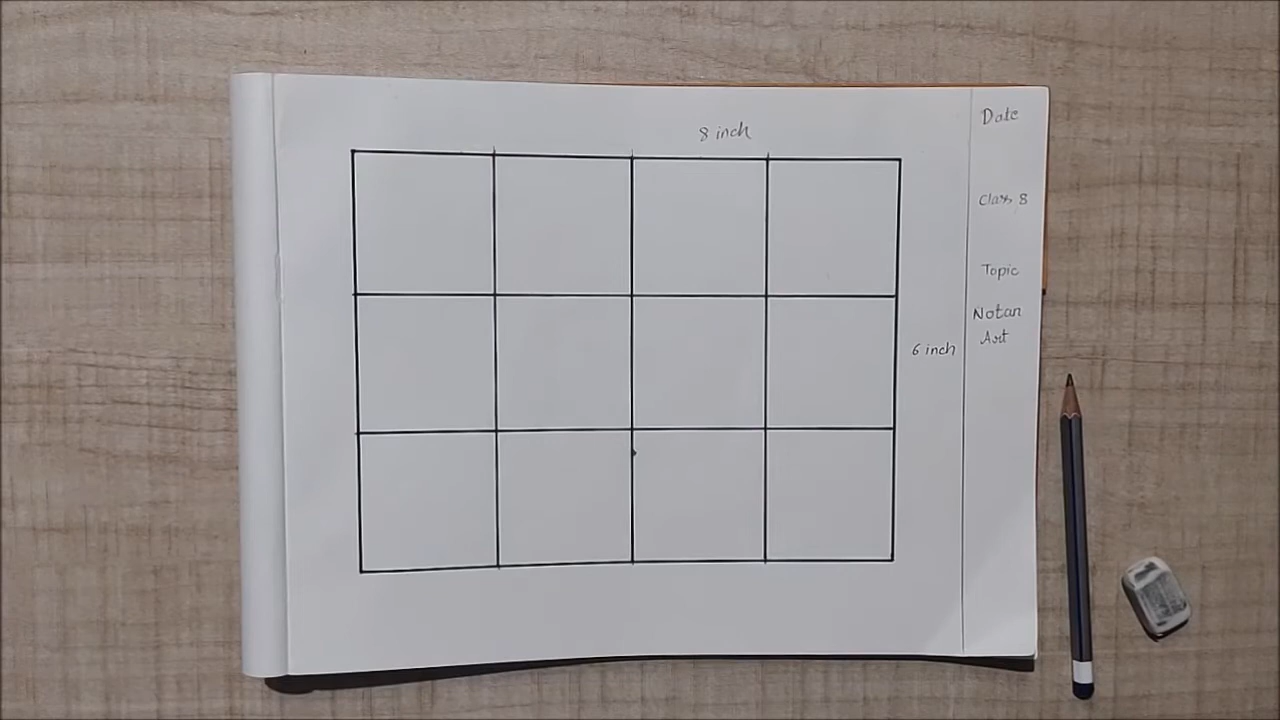 8 inch
Date
Class 8
Topic
Notan
Art
6 inch